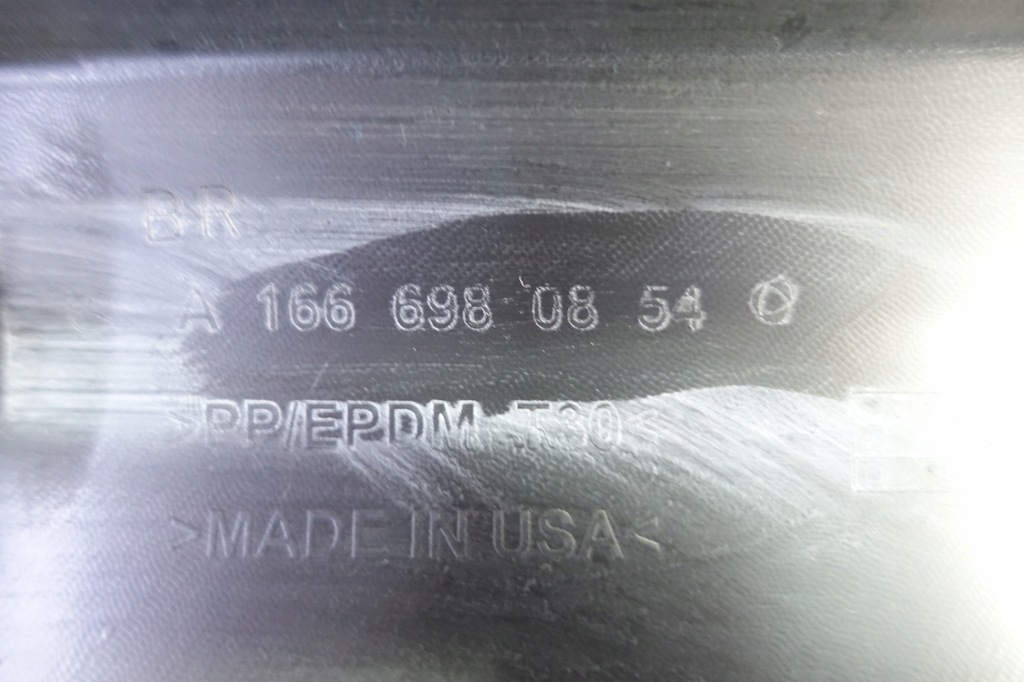 BR
A 166 698 08 54
>PP/EPDM T30<
>MADE IN USA<